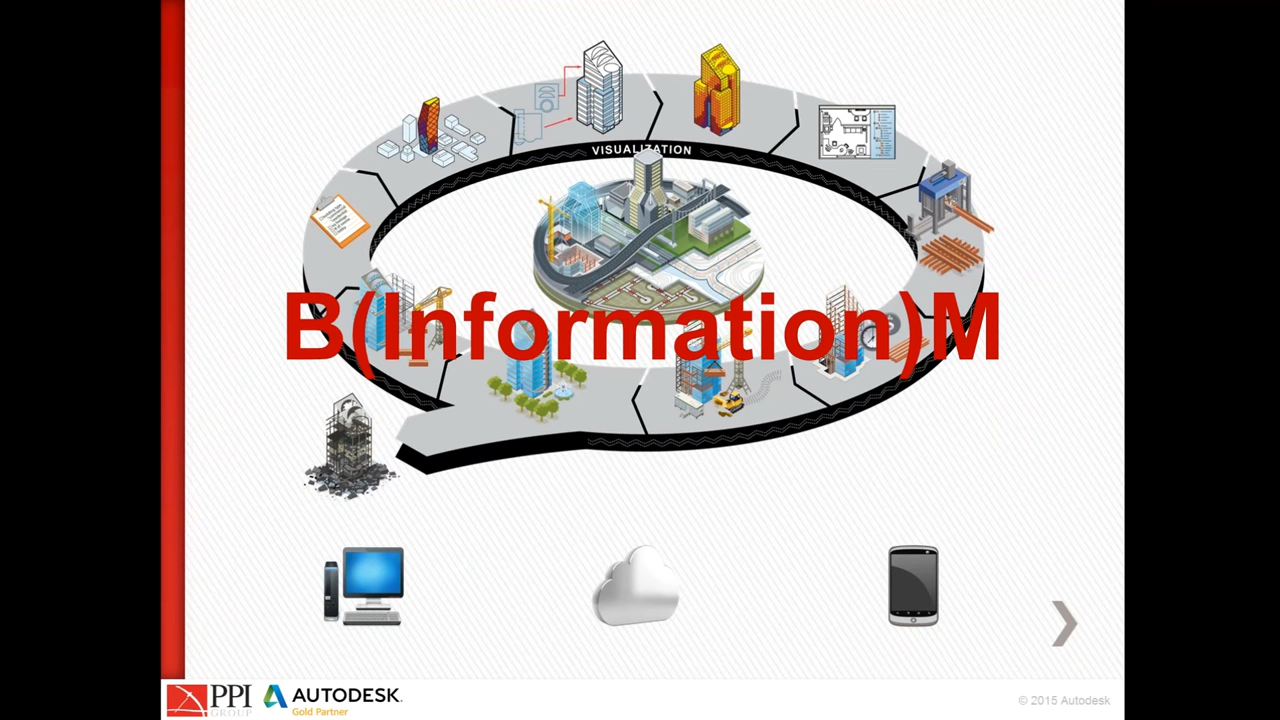 VISUALIZATION
B(Information)M
PPI
GROUP
AUTODESK.
Gold Partner
© 2015 Autodesk